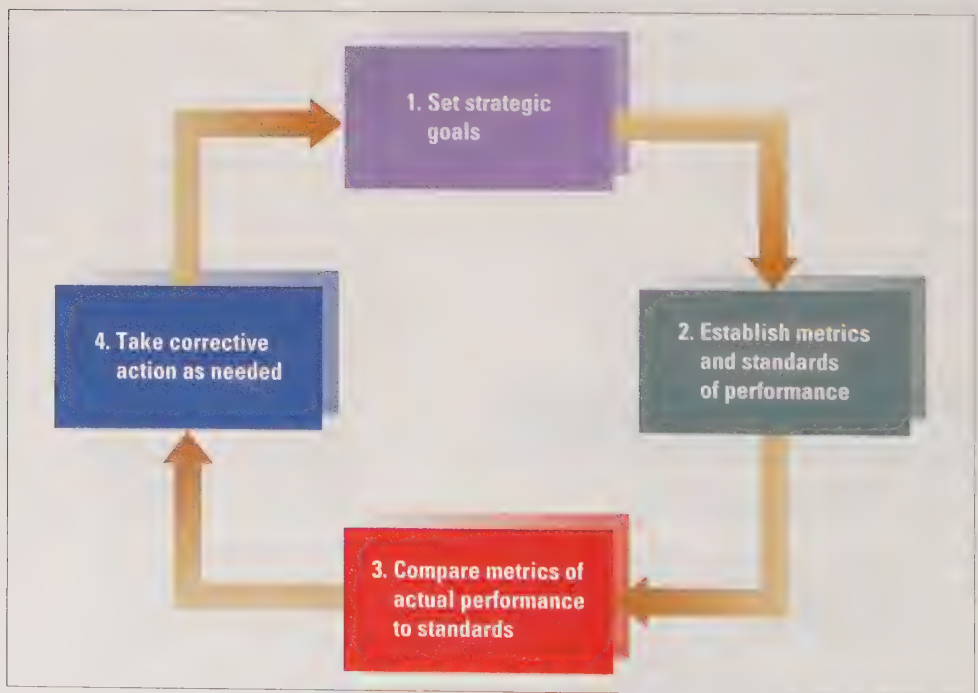 1. Set strategic
goals
2. Establish metrics
and standards
of performance
3. Compare metrics of
actual performance
to standards
4. Take corrective
action as needed